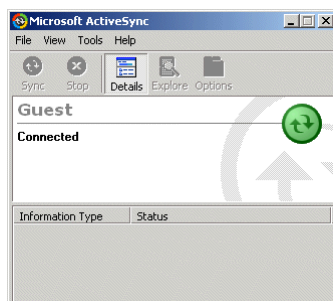 Microsoft ActiveSync
File View Tools Help
Sync Stop Details Explore Options
Guest
Connected
Information Type Status